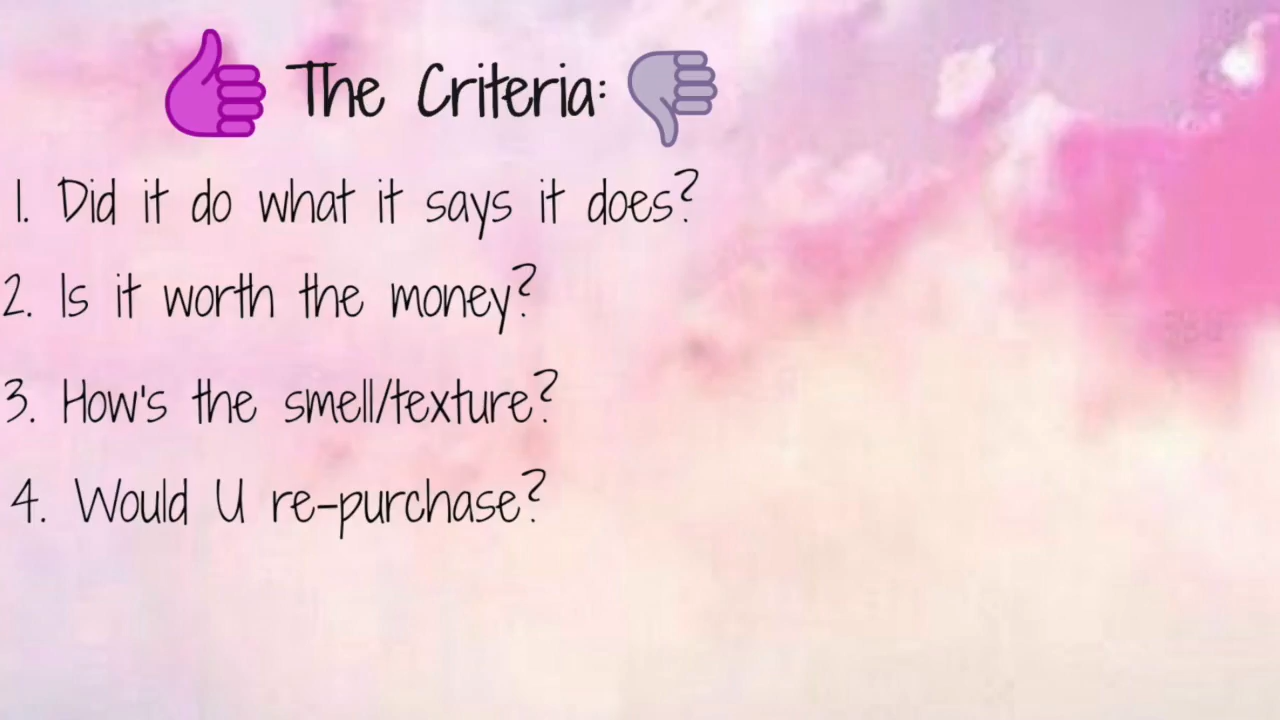 The Criteria:
1. Did it do what it says it does?
2. Is it worth the money?
3. How's the smell/texture?
4. Would U re-purchase?